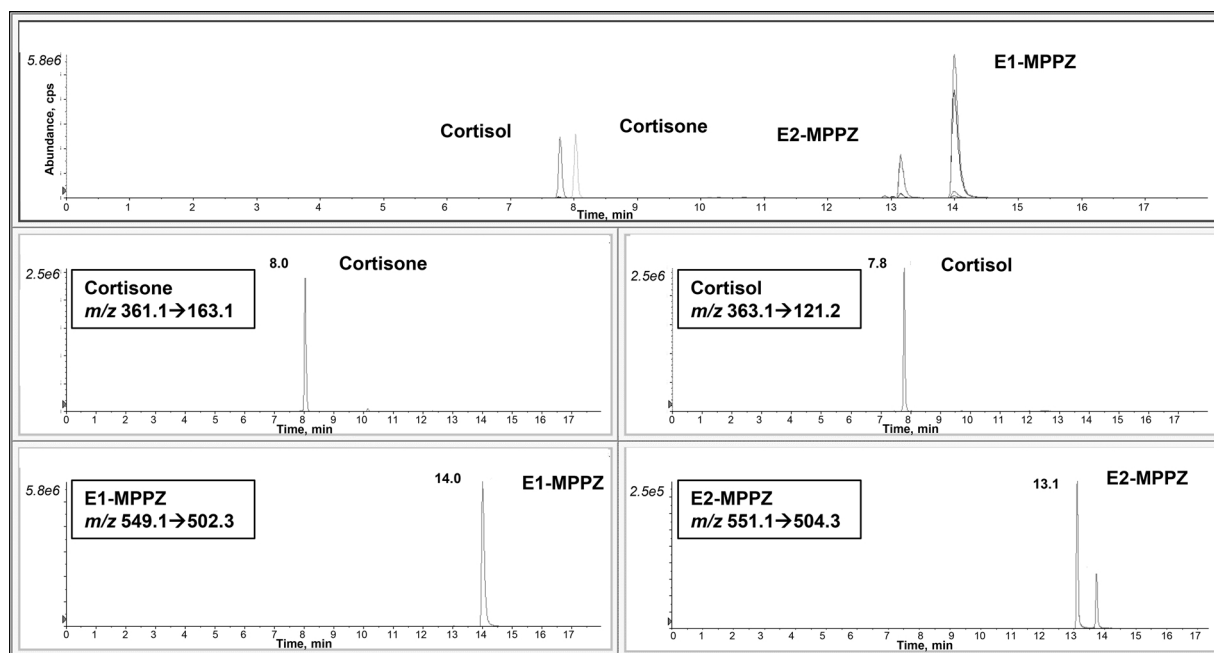 5.8e6
Abundance, cps
E1-MPPZ
Cortisol
Cortisone
E2-MPPZ
0 1 2 3 4 5 6 7 8 9 10 11 12 13 14 15 16 17
Time, min
2.5e6
8.0
Cortisone
Cortisone
m/z 361.1→163.1
0 1 2 3 4 5 6 7 8 9 10 11 12 13 14 15 16 17
Time, min
2.5e6
7.8
Cortisol
Cortisol
m/z 363.1→121.2
0 1 2 3 4 5 6 7 8 9 10 11 12 13 14 15 16 17
Time, min
5.8e6
14.0
E1-MPPZ
E1-MPPZ
m/z 549.1→502.3
0 1 2 3 4 5 6 7 8 9 10 11 12 13 14 15 16 17
Time, min
2.5e5
13.1
E2-MPPZ
E2-MPPZ
m/z 551.1→504.3
0 1 2 3 4 5 6 7 8 9 10 11 12 13 14 15 16 17
Time, min